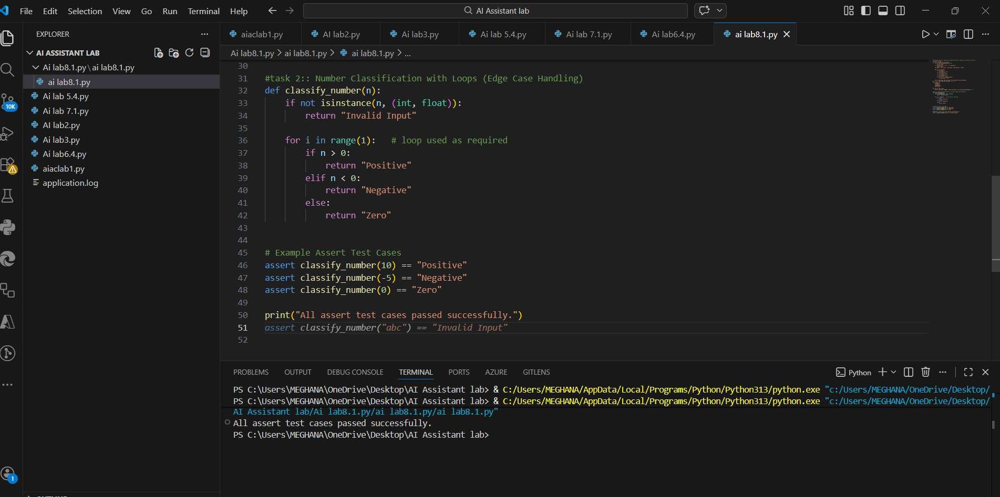 File Edit Selection View Go Run Terminal Help
AI Assistant lab
EXPLORER
AI ASSISTANT LAB
Ai lab8.1.py\ai lab8.1.py
ai lab8.1.py
Ai lab 5.4.py
Ai lab 7.1.py
AI lab2.py
Ai lab3.py
Ai lab6.4.py
aiaclab1.py
application.log
10K
1
aiaclab1.py AI lab2.py Ai lab3.py Ai lab 5.4.py Ai lab 7.1.py Ai lab6.4.py ai lab8.1.py
Ai lab8.1.py > ai lab8.1.py > ai lab8.1.py > ...
30
31 #task 2:: Number Classification with Loops (Edge Case Handling)
32 def classify_number(n):
33 if not isinstance(n, (int, float)):
34 return "Invalid Input"
35
36 for i in range(1): # loop used as required
37 if n > 0:
38 return "Positive"
39 elif n < 0:
40 return "Negative"
41 else:
42 return "Zero"
43
44
45 # Example Assert Test Cases
46 assert classify_number(10) == "Positive"
47 assert classify_number(-5) == "Negative"
48 assert classify_number(0) == "Zero"
49
50 print("All assert test cases passed successfully.")
51 assert classify_number("abc") == "Invalid Input"
52
PROBLEMS OUTPUT DEBUG CONSOLE TERMINAL PORTS AZURE GITLENS
Python
PS C:\Users\MEGHANA\OneDrive\Desktop\AI Assistant lab> & C:/Users/MEGHANA/AppData/Local/Programs/Python/Python313/python.exe "c:/Users/MEGHANA/OneDrive/Desktop/
PS C:\Users\MEGHANA\OneDrive\Desktop\AI Assistant lab> & C:/Users/MEGHANA/AppData/Local/Programs/Python/Python313/python.exe "c:/Users/MEGHANA/OneDrive/Desktop/
AI Assistant lab/Ai lab8.1.py/ai lab8.1.py/ai lab8.1.py"
All assert test cases passed successfully.
PS C:\Users\MEGHANA\OneDrive\Desktop\AI Assistant lab>